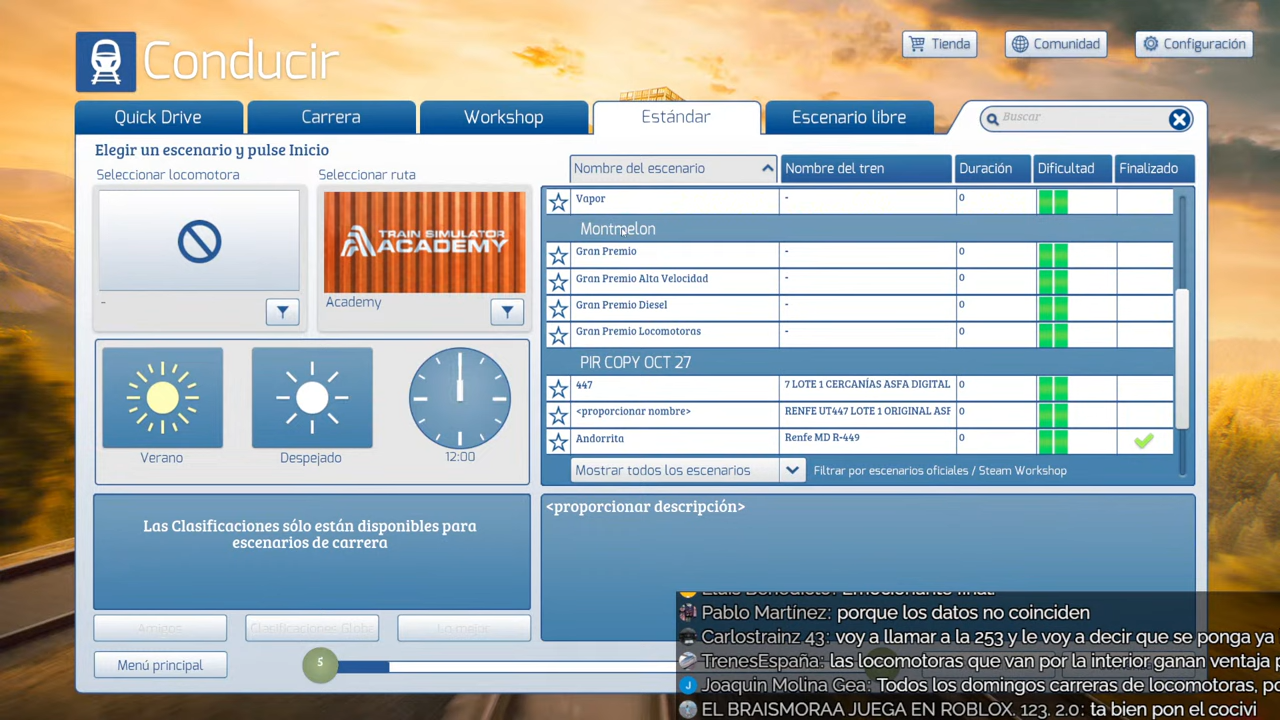 Conducir
Tienda
Comunidad
Configuración
Quick Drive
Carrera
Workshop
Estándar
Escenario libre
Buscar
Elegir un escenario y pulse Inicio
Seleccionar locomotora
Seleccionar ruta
TRAIN SIMULATOR
ACADEMY
-
Academy
Verano
Despejado
12:00
Nombre del escenario
Nombre del tren
Duración
Dificultad
Finalizado
Vapor - 0
Montmelon
Gran Premio - 0
Gran Premio Alta Velocidad - 0
Gran Premio Diesel - 0
Gran Premio Locomotoras - 0
PIR COPY OCT 27
447 7 LOTE 1 CERCANÍAS ASFA DIGITAL 0
<proporcionar nombre> RENFE UT447 LOTE 1 ORIGINAL ASF 0
Andorrita Renfe MD R-449 0
Mostrar todos los escenarios
Filtrar por escenarios oficiales / Steam Workshop
Las Clasificaciones sólo están disponibles para
escenarios de carrera
<proporcionar descripción>
Amigos
Clasificaciones Globa
Lo mejor
Menú principal
5
Pablo Martínez: porque los datos no coinciden
Carlostrainz 43: voy a llamar a la 253 y le voy a decir que se ponga ya
TrenesEspaña: las locomotoras que van por la interior ganan ventaja p
Joaquin Molina Gea: Todos los domingos carreras de locomotoras, po
EL BRAISMORAA JUEGA EN ROBLOX. 123. 2.0: ta bien pon el cocivi